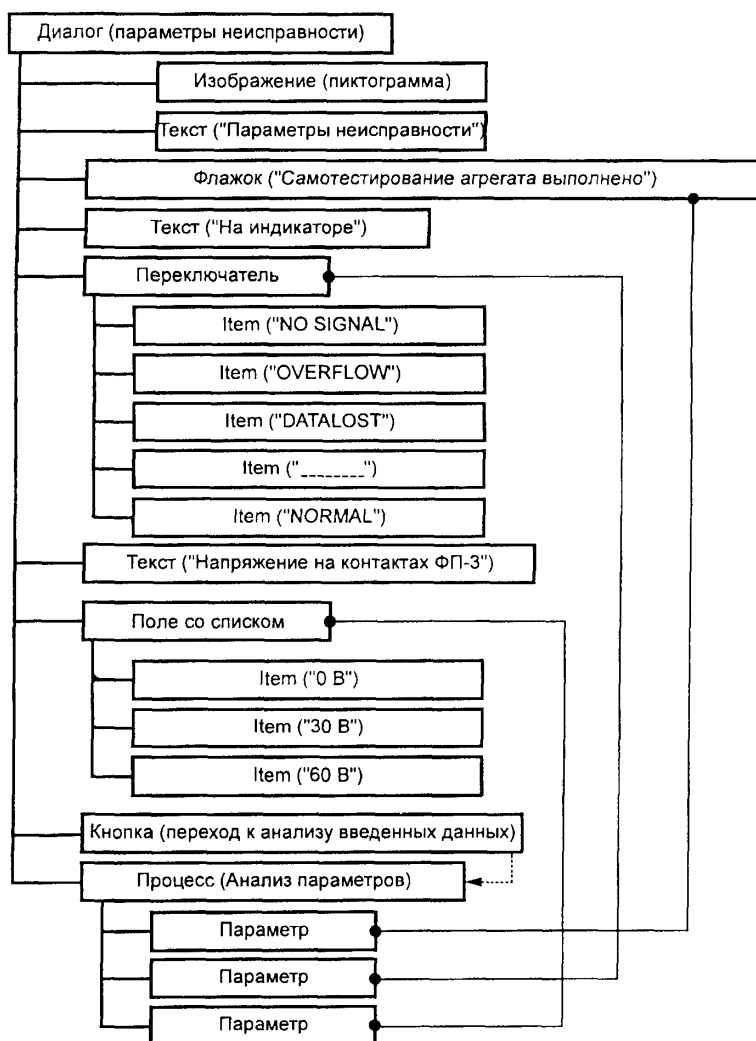 Диалог (параметры неисправности)
Изображение (пиктограмма)
Текст ("Параметры неисправности")
Флажок ("Самотестирование агрегата выполнено")
Текст ("На индикаторе")
Переключатель
Item ("NO SIGNAL")
Item ("OVERFLOW")
Item ("DATALOST")
Item ("________")
Item ("NORMAL")
Текст ("Напряжение на контактах ФП-3")
Поле со списком
Item ("0 В")
Item ("30 В")
Item ("60 В")
Кнопка (переход к анализу введенных данных)
Процесс (Анализ параметров)
Параметр
Параметр
Параметр